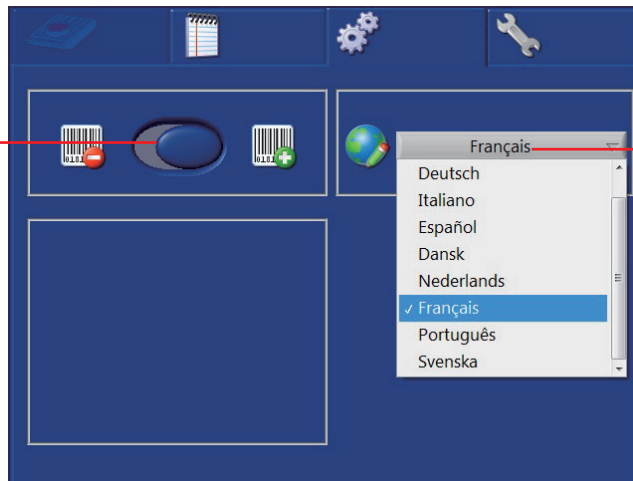 Français
Deutsch
Italiano
Español
Dansk
Nederlands
✓ Français
Português
Svenska